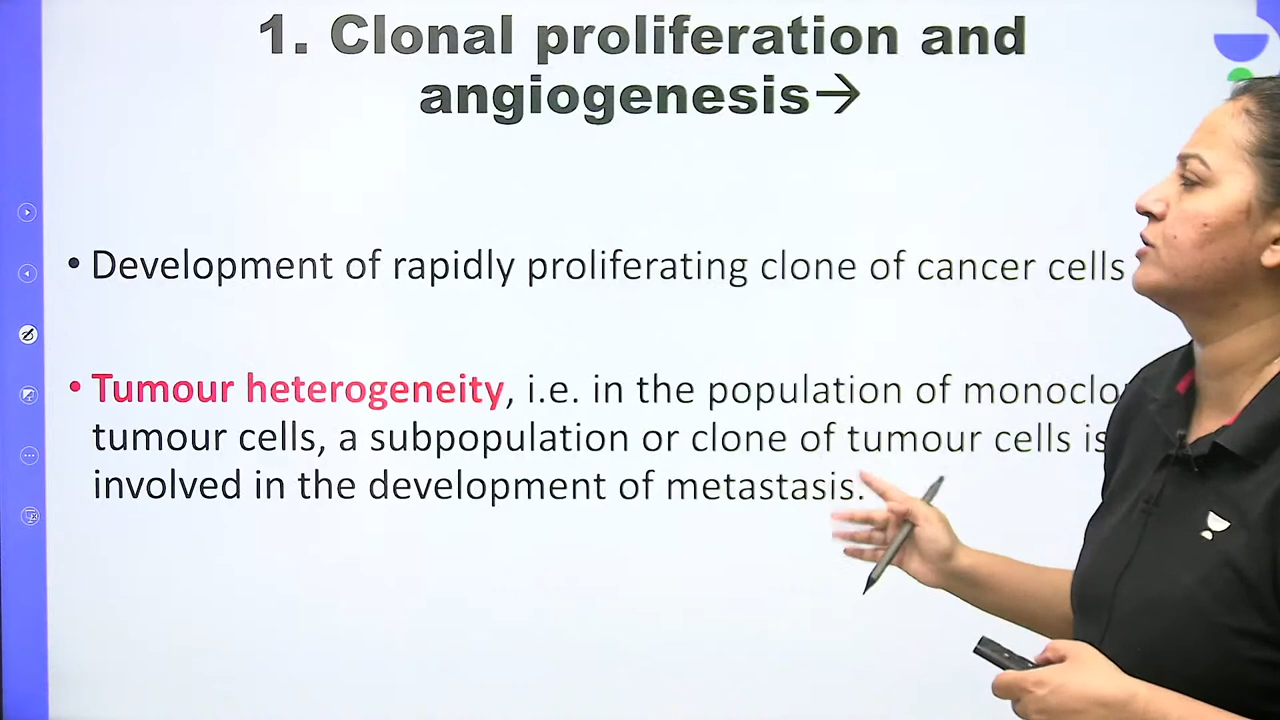 1. Clonal proliferation and
angiogenesis→
• Development of rapidly proliferating clone of cancer cells
• Tumour heterogeneity, i.e. in the population of
tumour cells, a subpopulation or clone of tumour cells is
involved in the development of metastasis.